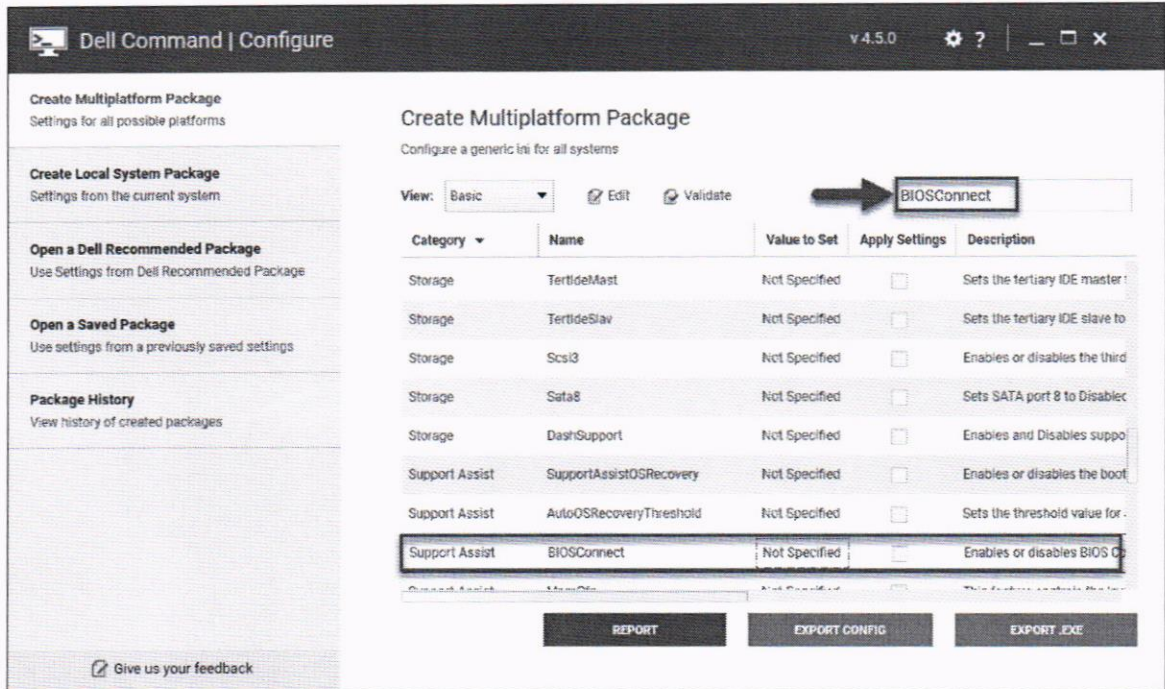 Dell Command | Configure
v 4.5.0
?
Create Multiplatform Package
Settings for all possible platforms
Create Local System Package
Settings from the current system
Open a Dell Recommended Package
Use Settings from Dell Recommended Package
Open a Saved Package
Use settings from a previously saved settings
Package History
View history of created packages
Give us your feedback
Create Multiplatform Package
Configure a generic ini for all systems
View: Basic Edit Validate BIOSConnect
Category Name Value to Set Apply Settings Description
Storage TertIdeMast Not Specified Sets the tertiary IDE master
Storage TertIdeSlav Not Specified Sets the tertiary IDE slave to
Storage Scsi3 Not Specified Enables or disables the third
Storage Sata8 Not Specified Sets SATA port 8 to Disabled
Storage DashSupport Not Specified Enables and Disables suppo
Support Assist SupportAssistOSRecovery Not Specified Enables or disables the boot
Support Assist AutoOSRecoveryThreshold Not Specified Sets the threshold value for
Support Assist BIOSConnect Not Specified Enables or disables BIOS Co
REPORT EXPORT CONFIG EXPORT .EXE